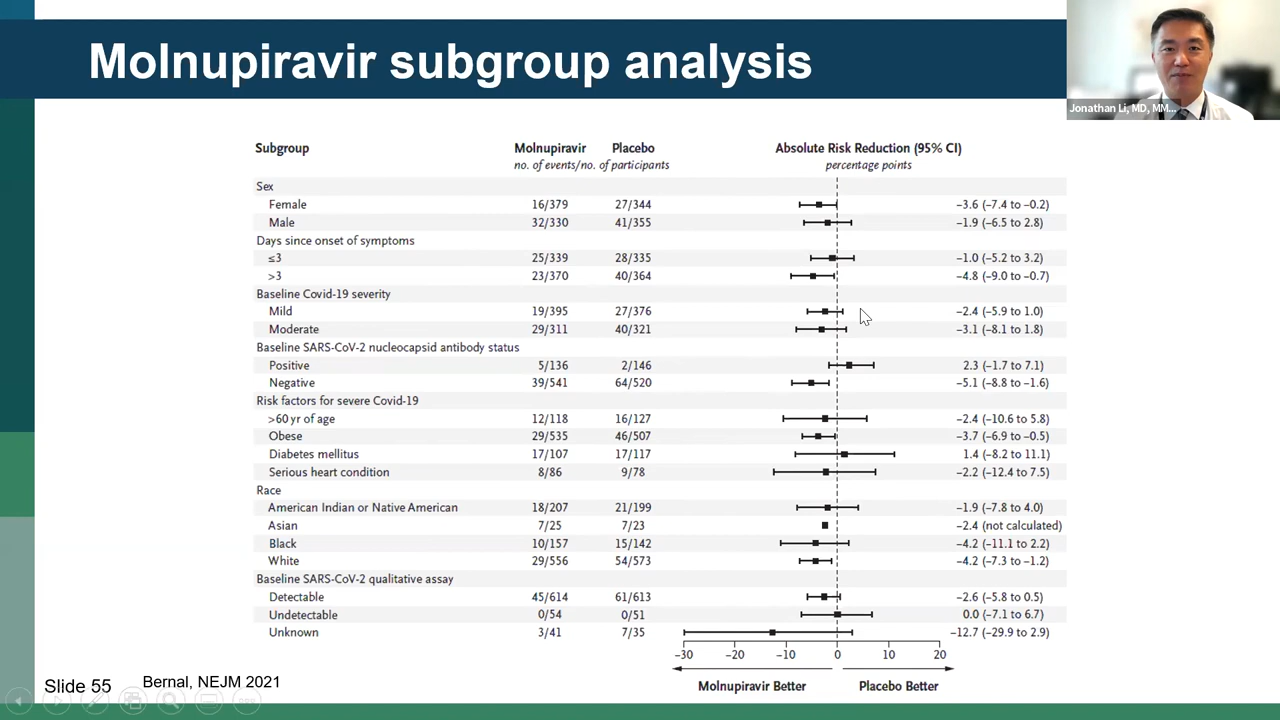 Molnupiravir subgroup analysis
Jonathan Li, MD, MM...
Subgroup Molnupiravir Placebo Absolute Risk Reduction (95% CI)
no. of events/no. of participants percentage points
Sex
Female 16/379 27/344 −3.6 (−7.4 to −0.2)
Male 32/330 41/355 −1.9 (−6.5 to 2.8)
Days since onset of symptoms
≤3 25/339 28/335 −1.0 (−5.2 to 3.2)
>3 23/370 40/364 −4.8 (−9.0 to −0.7)
Baseline Covid-19 severity
Mild 19/395 27/376 −2.4 (−5.9 to 1.0)
Moderate 29/311 40/321 −3.1 (−8.1 to 1.8)
Baseline SARS-CoV-2 nucleocapsid antibody status
Positive 5/136 2/146 2.3 (−1.7 to 7.1)
Negative 39/541 64/520 −5.1 (−8.8 to −1.6)
Risk factors for severe Covid-19
>60 yr of age 12/118 16/127 −2.4 (−10.6 to 5.8)
Obese 29/535 46/507 −3.7 (−6.9 to −0.5)
Diabetes mellitus 17/107 17/117 1.4 (−8.2 to 11.1)
Serious heart condition 8/86 9/78 −2.2 (−12.4 to 7.5)
Race
American Indian or Native American 18/207 21/199 −1.9 (−7.8 to 4.0)
Asian 7/25 7/23 −2.4 (not calculated)
Black 10/157 15/142 −4.2 (−11.1 to 2.2)
White 29/556 54/573 −4.2 (−7.3 to −1.2)
Baseline SARS-CoV-2 qualitative assay
Detectable 45/614 61/613 −2.6 (−5.8 to 0.5)
Undetectable 0/54 0/51 0.0 (−7.1 to 6.7)
Unknown 3/41 7/35 −12.7 (−29.9 to 2.9)
−30 −20 −10 0 10 20
Molnupiravir Better Placebo Better
Slide 55 Bernal, NEJM 2021